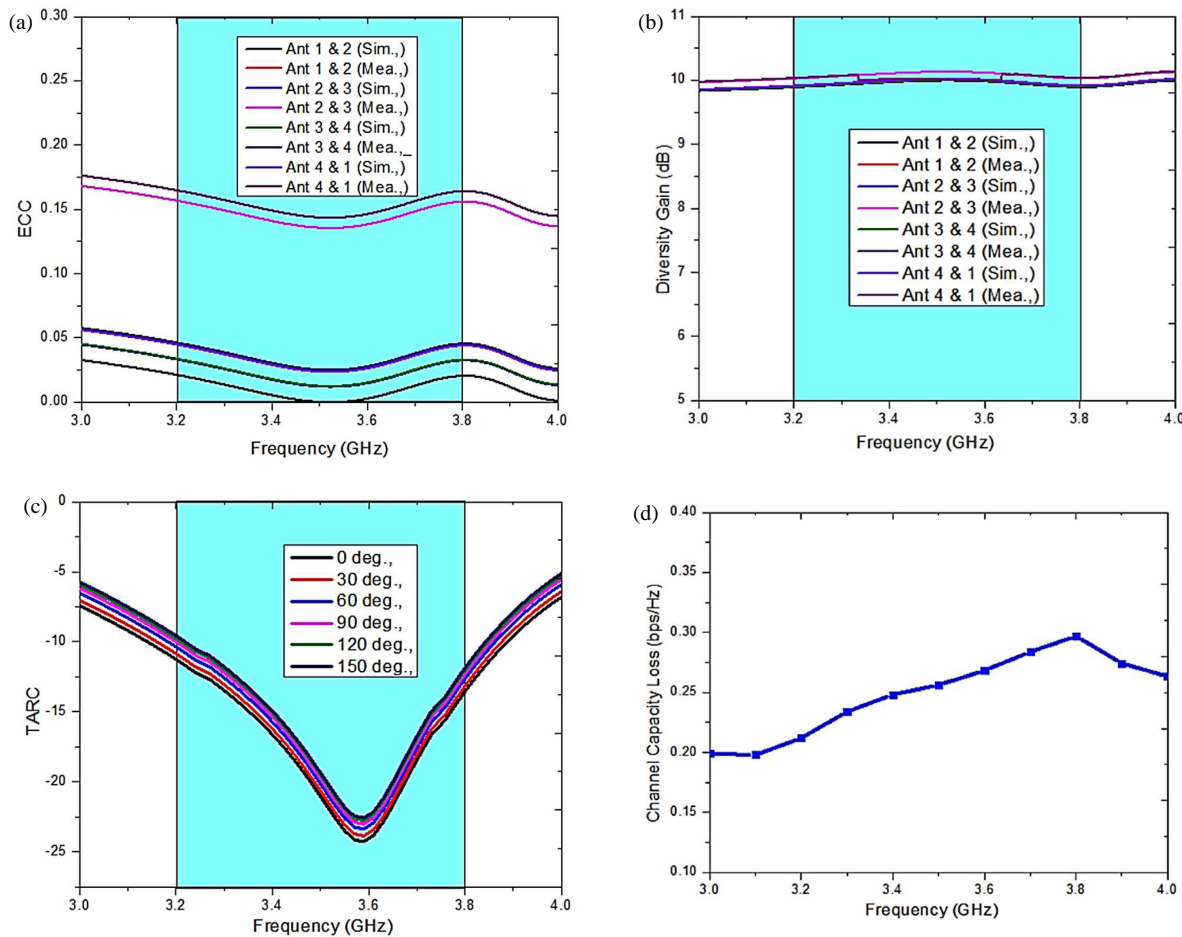 (a)
0.30
0.25
0.20
0.15
0.10
0.05
0.00
ECC
Ant 1 & 2 (Sim.,)
Ant 1 & 2 (Mea.,)
Ant 2 & 3 (Sim.,)
Ant 2 & 3 (Mea.,)
Ant 3 & 4 (Sim.,)
Ant 3 & 4 (Mea.,_
Ant 4 & 1 (Sim.,)
Ant 4 & 1 (Mea.,)
3.0 3.2 3.4 3.6 3.8 4.0
Frequency (GHz)
(b)
11
10
9
8
7
6
5
Diversity Gain (dB)
Ant 1 & 2 (Sim.,)
Ant 1 & 2 (Mea.,)
Ant 2 & 3 (Sim.,)
Ant 2 & 3 (Mea.,)
Ant 3 & 4 (Sim.,)
Ant 3 & 4 (Mea.,)
Ant 4 & 1 (Sim.,)
Ant 4 & 1 (Mea.,)
3.0 3.2 3.4 3.6 3.8 4.0
Frequency (GHz)
(c)
0
-5
-10
-15
-20
-25
TARC
0 deg.,
30 deg.,
60 deg.,
90 deg.,
120 deg.,
150 deg.,
3.0 3.2 3.4 3.6 3.8 4.0
Frequency (GHz)
(d)
0.40
0.35
0.30
0.25
0.20
0.15
0.10
Channel Capacity Loss (bps/Hz)
3.0 3.2 3.4 3.6 3.8 4.0
Frequency (GHz)